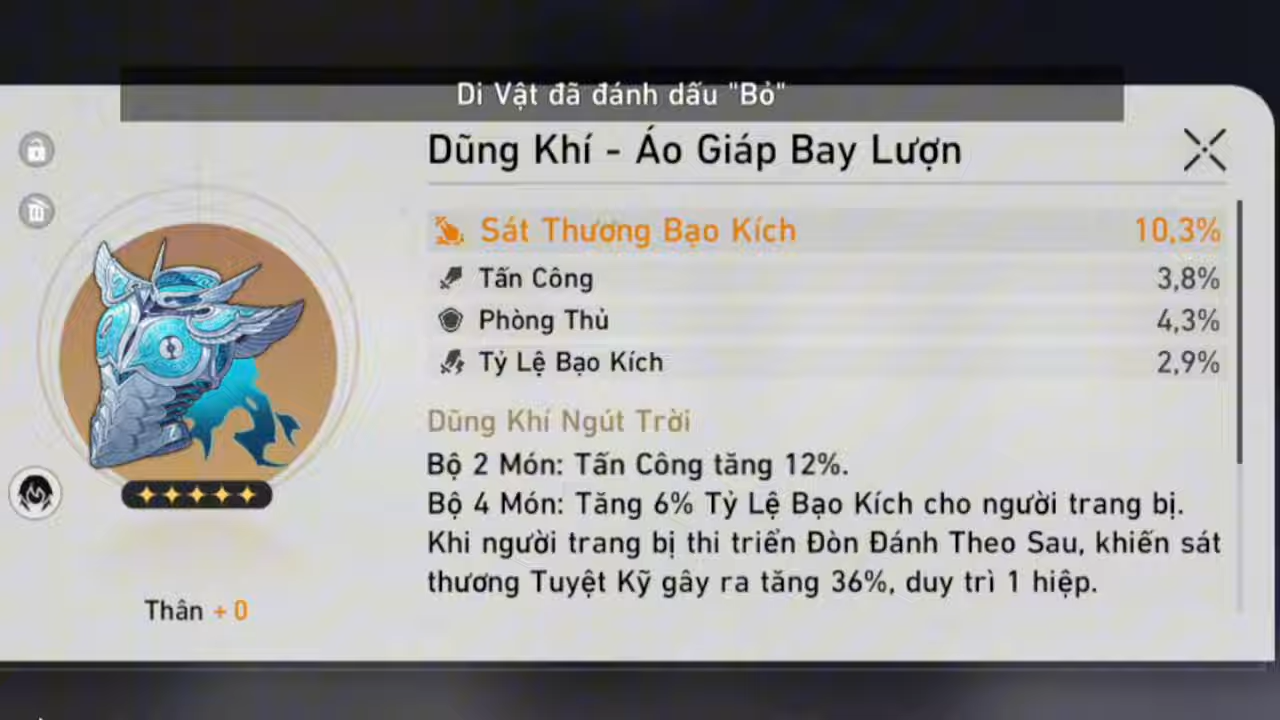 Di Vật đã đánh dấu "Bỏ"
Dũng Khí - Áo Giáp Bay Lượn
Sát Thương Bạo Kích 10,3%
Tấn Công 3,8%
Phòng Thủ 4,3%
Tỷ Lệ Bạo Kích 2,9%
Dũng Khí Ngút Trời
Bộ 2 Món: Tấn Công tăng 12%.
Bộ 4 Món: Tăng 6% Tỷ Lệ Bạo Kích cho người trang bị.
Khi người trang bị thi triển Đòn Đánh Theo Sau, khiến sát
thương Tuyệt Kỹ gây ra tăng 36%, duy trì 1 hiệp.
Thân + 0